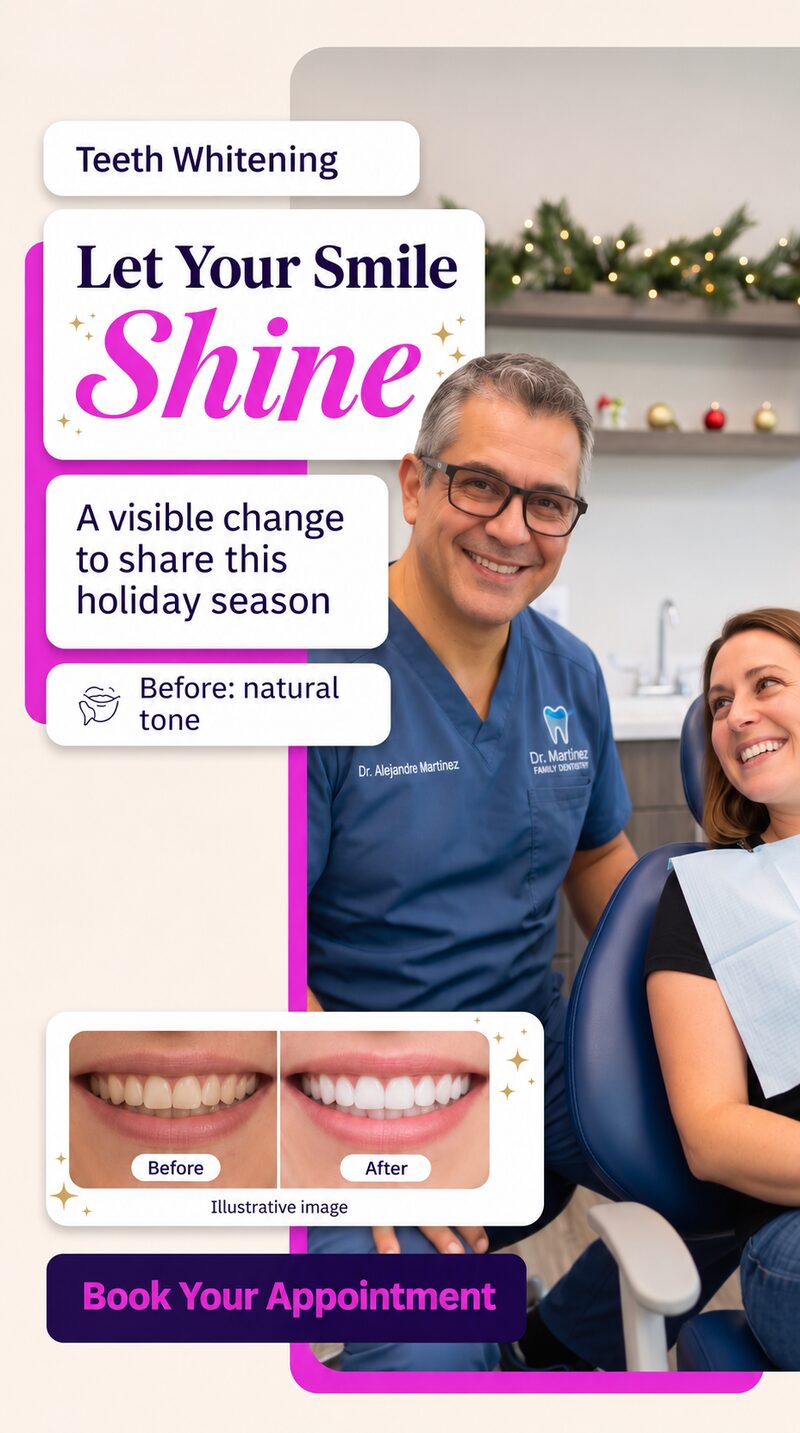 Teeth Whitening
Let Your Smile
Shine
A visible change
to share this
holiday season
Before: natural
tone
Dr. Alejandre Martinez
Dr. Martinez
FAMILY DENTISTRY
Before
After
Illustrative image
Book Your Appointment